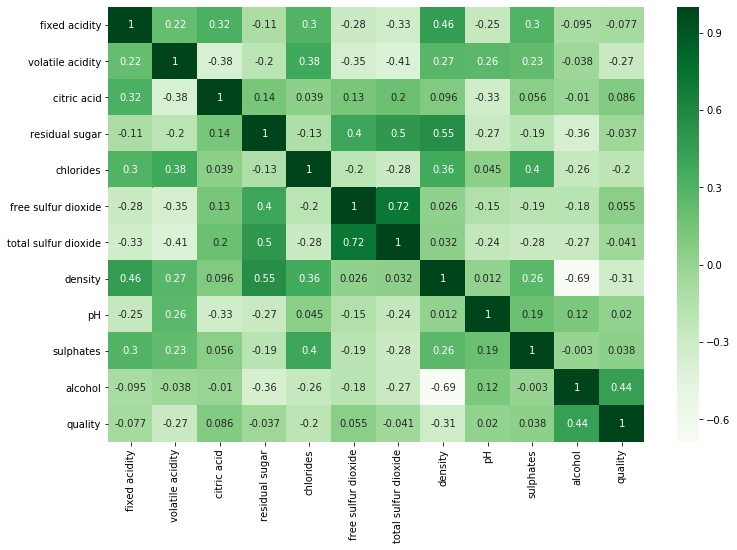 fixed acidity 1 0.22 0.32 -0.11 0.3 -0.28 -0.33 0.46 -0.25 0.3 -0.095 -0.077
volatile acidity 0.22 1 -0.38 -0.2 0.38 -0.35 -0.41 0.27 0.26 0.23 -0.038 -0.27
citric acid 0.32 -0.38 1 0.14 0.039 0.13 0.2 0.096 -0.33 0.056 -0.01 0.086
residual sugar -0.11 -0.2 0.14 1 -0.13 0.4 0.5 0.55 -0.27 -0.19 -0.36 -0.037
chlorides 0.3 0.38 0.039 -0.13 1 -0.2 -0.28 0.36 0.045 0.4 -0.26 -0.2
free sulfur dioxide -0.28 -0.35 0.13 0.4 -0.2 1 0.72 0.026 -0.15 -0.19 -0.18 0.055
total sulfur dioxide -0.33 -0.41 0.2 0.5 -0.28 0.72 1 0.032 -0.24 -0.28 -0.27 -0.041
density 0.46 0.27 0.096 0.55 0.36 0.026 0.032 1 0.012 0.26 -0.69 -0.31
pH -0.25 0.26 -0.33 -0.27 0.045 -0.15 -0.24 0.012 1 0.19 0.12 0.02
sulphates 0.3 0.23 0.056 -0.19 0.4 -0.19 -0.28 0.26 0.19 1 -0.003 0.038
alcohol -0.095 -0.038 -0.01 -0.36 -0.26 -0.18 -0.27 -0.69 0.12 -0.003 1 0.44
quality -0.077 -0.27 0.086 -0.037 -0.2 0.055 -0.041 -0.31 0.02 0.038 0.44 1
fixed acidity
volatile acidity
citric acid
residual sugar
chlorides
free sulfur dioxide
total sulfur dioxide
density
pH
sulphates
alcohol
quality
0.9
0.6
0.3
0.0
-0.3
-0.6